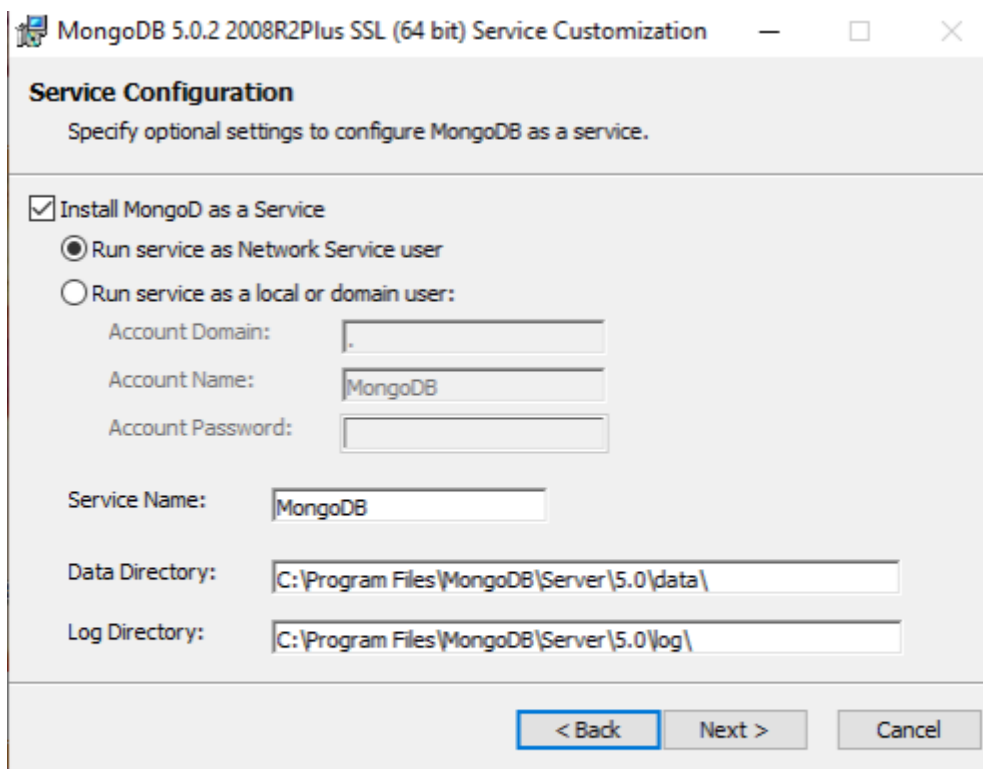 MongoDB 5.0.2 2008R2Plus SSL (64 bit) Service Customization
Service Configuration
Specify optional settings to configure MongoDB as a service.
Install MongoD as a Service
Run service as Network Service user
Run service as a local or domain user:
Account Domain: .
Account Name: MongoDB
Account Password:
Service Name: MongoDB
Data Directory: C:\Program Files\MongoDB\Server\5.0\data\
Log Directory: C:\Program Files\MongoDB\Server\5.0\log\
< Back Next > Cancel